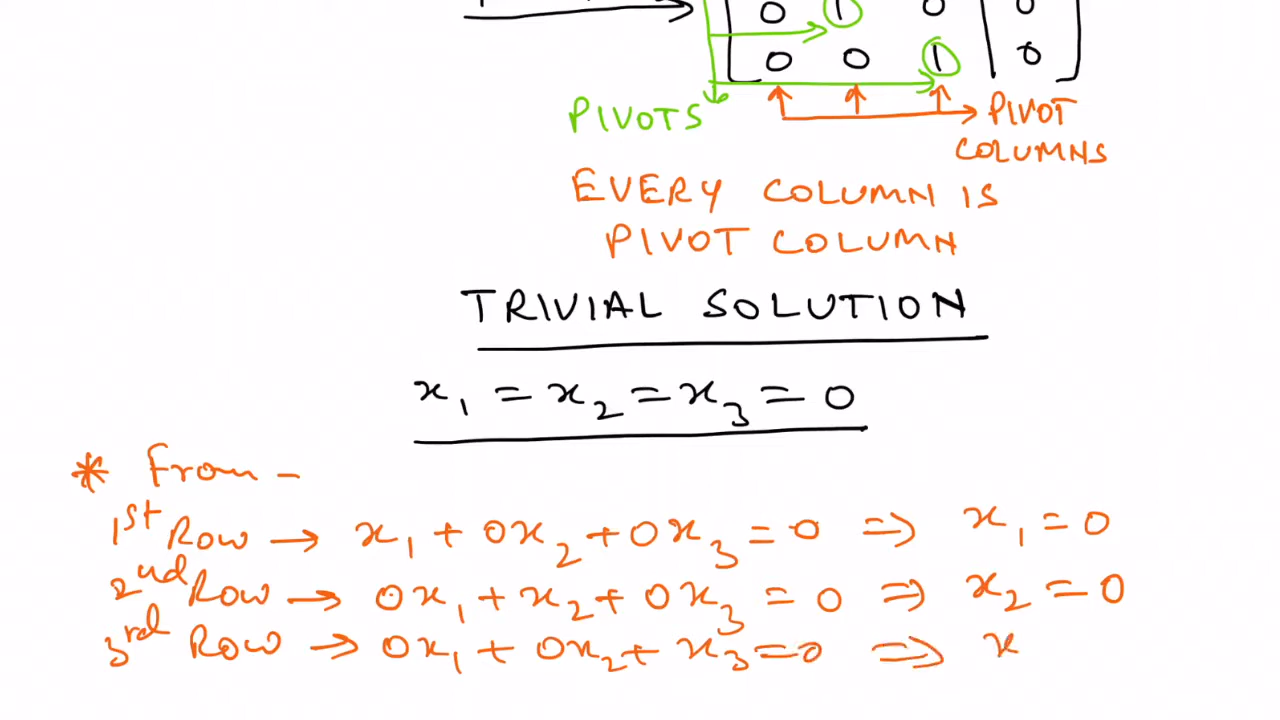 0 1 0 | 0
0 0 1 | 0
PIVOTS
PIVOT
COLUMNS
EVERY COLUMN IS
PIVOT COLUMN
TRIVIAL SOLUTION
x₁ = x₂ = x₃ = 0
* From -
1st Row → x₁ + 0x₂ + 0x₃ = 0 ⇒ x₁ = 0
2nd Row → 0x₁ + x₂ + 0x₃ = 0 ⇒ x₂ = 0
3rd Row → 0x₁ + 0x₂ + x₃ = 0 ⇒ x